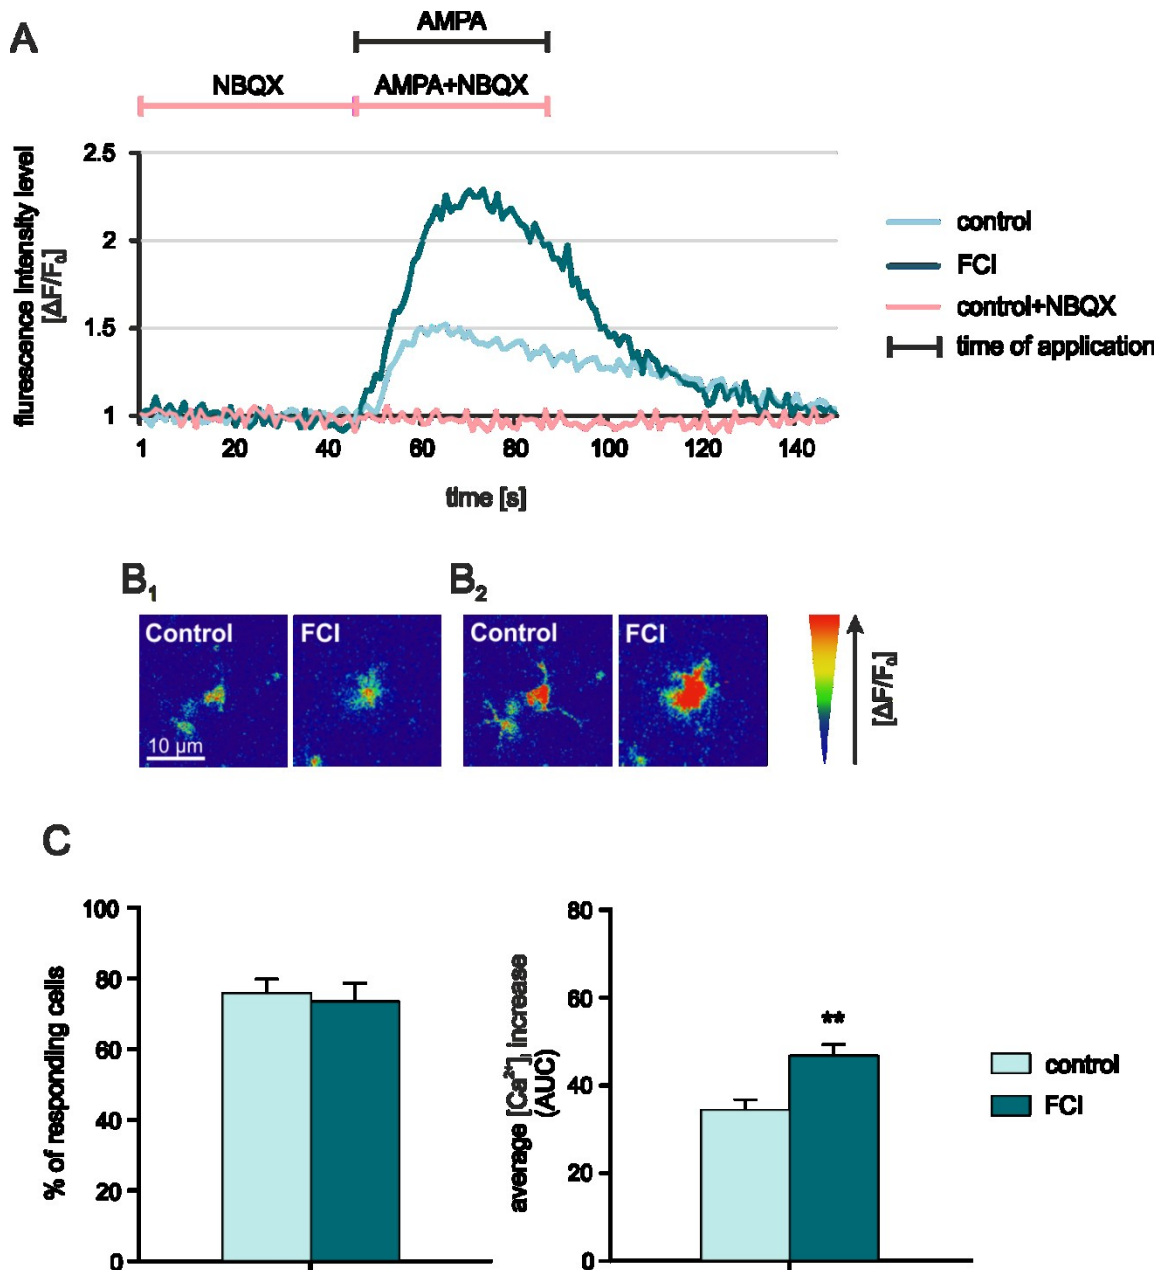 A
AMPA
NBQX
AMPA+NBQX
flurescence intensity level
[ΔF/F₀]
2.5
2
1.5
1
1 20 40 60 80 100 120 140
time [s]
control
FCI
control+NBQX
time of application
B₁
B₂
Control
FCI
Control
FCI
10 µm
[ΔF/F₀]
C
% of responding cells
100
80
60
40
20
0
average [Ca²⁺]ᵢ increase
(AUC)
80
60
40
20
0
**
control
FCI